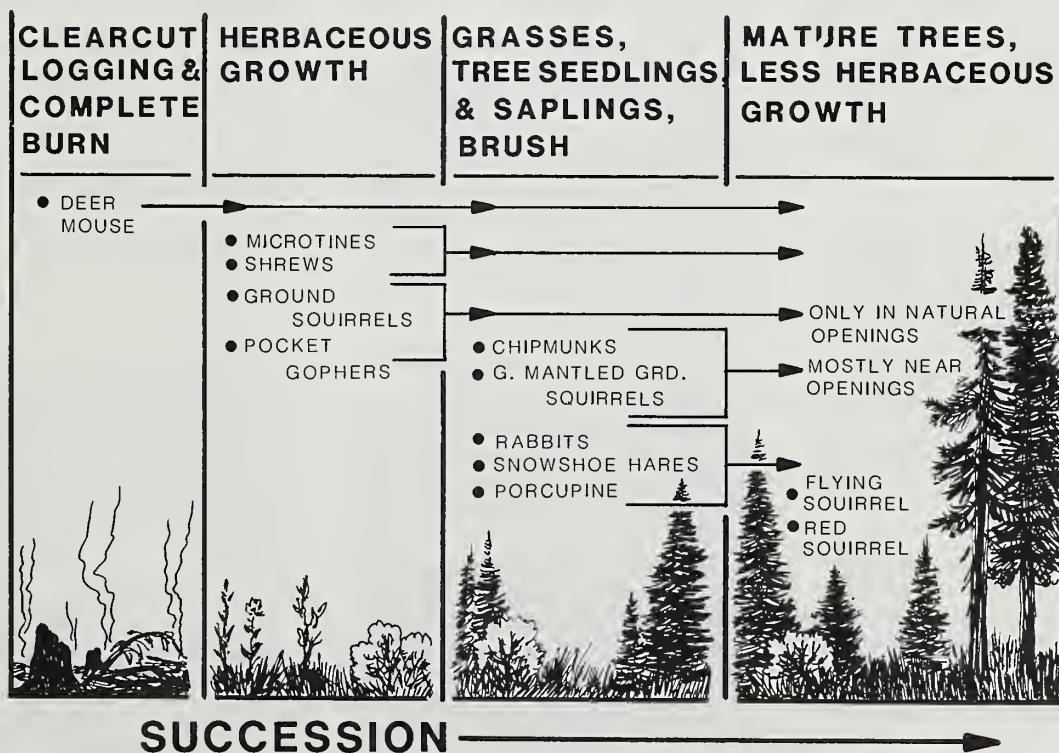 CLEARCUT
LOGGING &
COMPLETE
BURN
HERBACEOUS
GROWTH
GRASSES,
TREE SEEDLINGS,
& SAPLINGS,
BRUSH
MATURE TREES,
LESS HERBACEOUS
GROWTH
● DEER
MOUSE
● MICROTINES
● SHREWS
● GROUND
SQUIRRELS
● POCKET
GOPHERS
● CHIPMUNKS
● G. MANTLED GRD.
SQUIRRELS
● RABBITS
● SNOWSHOE HARES
● PORCUPINE
ONLY IN NATURAL
OPENINGS
MOSTLY NEAR
OPENINGS
● FLYING
SQUIRREL
● RED
SQUIRREL
SUCCESSION